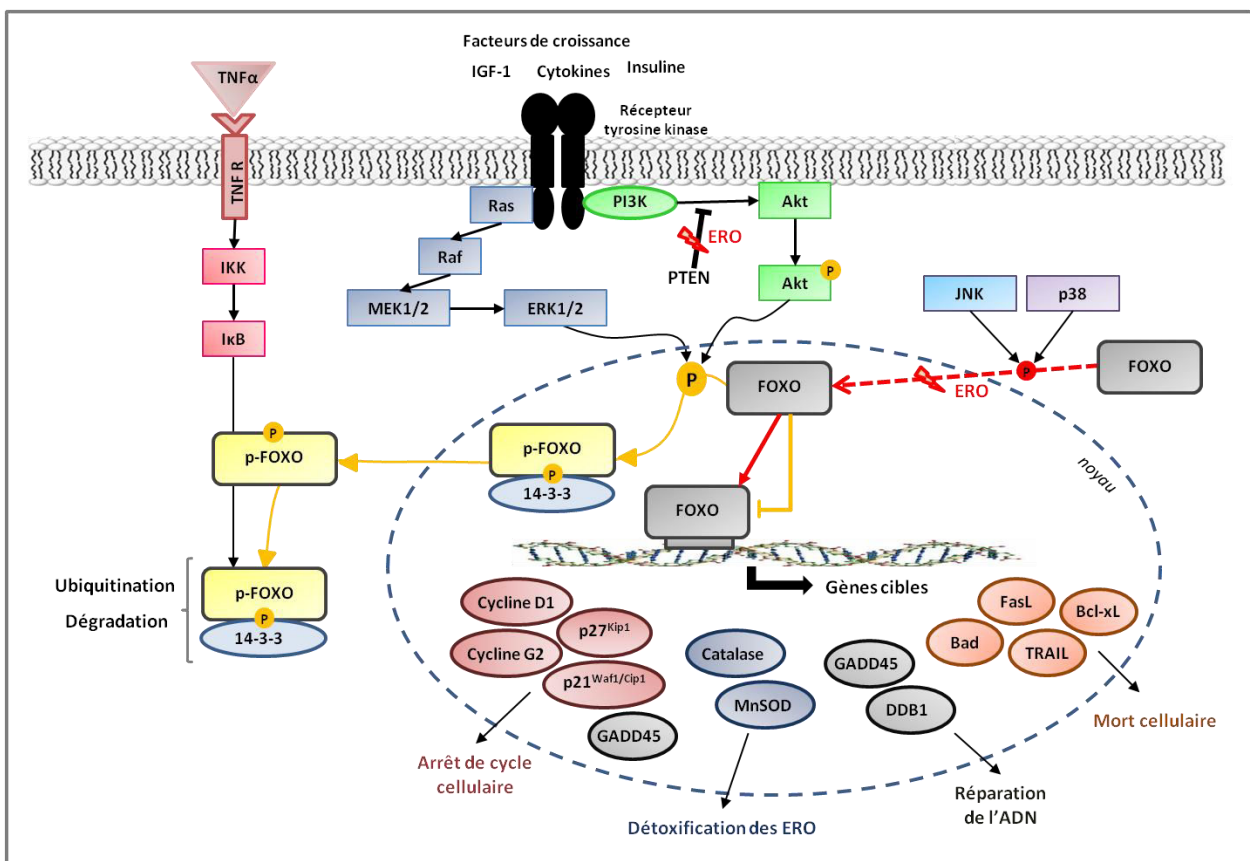 Facteurs de croissance
IGF-1 Cytokines Insuline
TNFα
Récepteur
tyrosine kinase
TNF R
Ras
PI3K
Akt
ERO
Raf
PTEN
IKK
Akt
P
MEK1/2
ERK1/2
JNK
p38
IκB
P
FOXO
ERO
P
FOXO
P
p-FOXO
p-FOXO
P
14-3-3
noyau
FOXO
Ubiquitination
Dégradation
p-FOXO
P
14-3-3
Gènes cibles
Cycline D1
p27Kip1
Cycline G2
p21Waf1/Cip1
GADD45
Catalase
MnSOD
GADD45
DDB1
FasL
Bcl-xL
Bad
TRAIL
Mort cellulaire
Arrêt de cycle
cellulaire
Détoxification des ERO
Réparation
de l’ADN